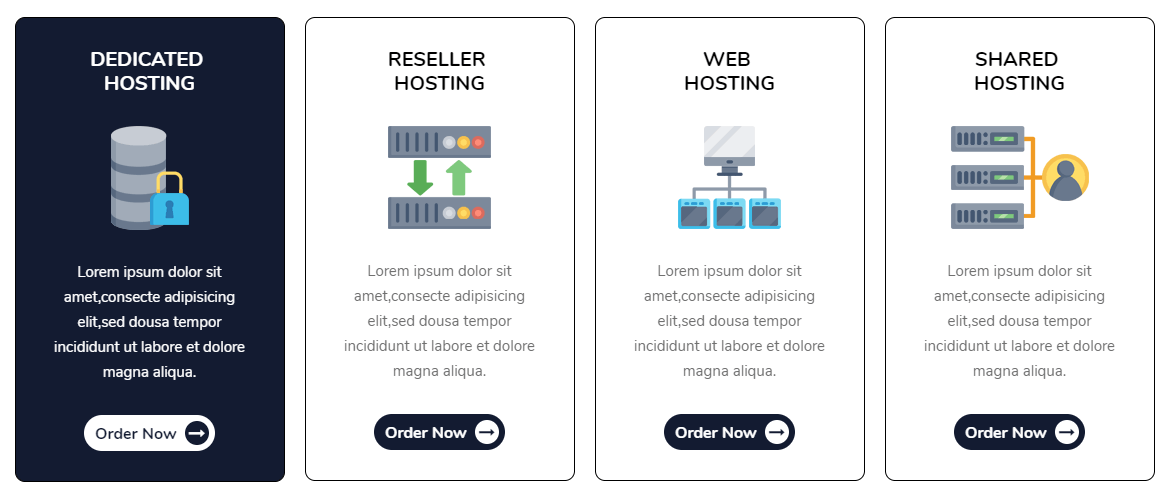 DEDICATED
HOSTING
Lorem ipsum dolor sit
amet,consecte adipisicing
elit,sed dousa tempor
incididunt ut labore et dolore
magna aliqua.
Order Now
RESELLER
HOSTING
Lorem ipsum dolor sit
amet,consecte adipisicing
elit,sed dousa tempor
incididunt ut labore et dolore
magna aliqua.
Order Now
WEB
HOSTING
Lorem ipsum dolor sit
amet,consecte adipisicing
elit,sed dousa tempor
incididunt ut labore et dolore
magna aliqua.
Order Now
SHARED
HOSTING
Lorem ipsum dolor sit
amet,consecte adipisicing
elit,sed dousa tempor
incididunt ut labore et dolore
magna aliqua.
Order Now